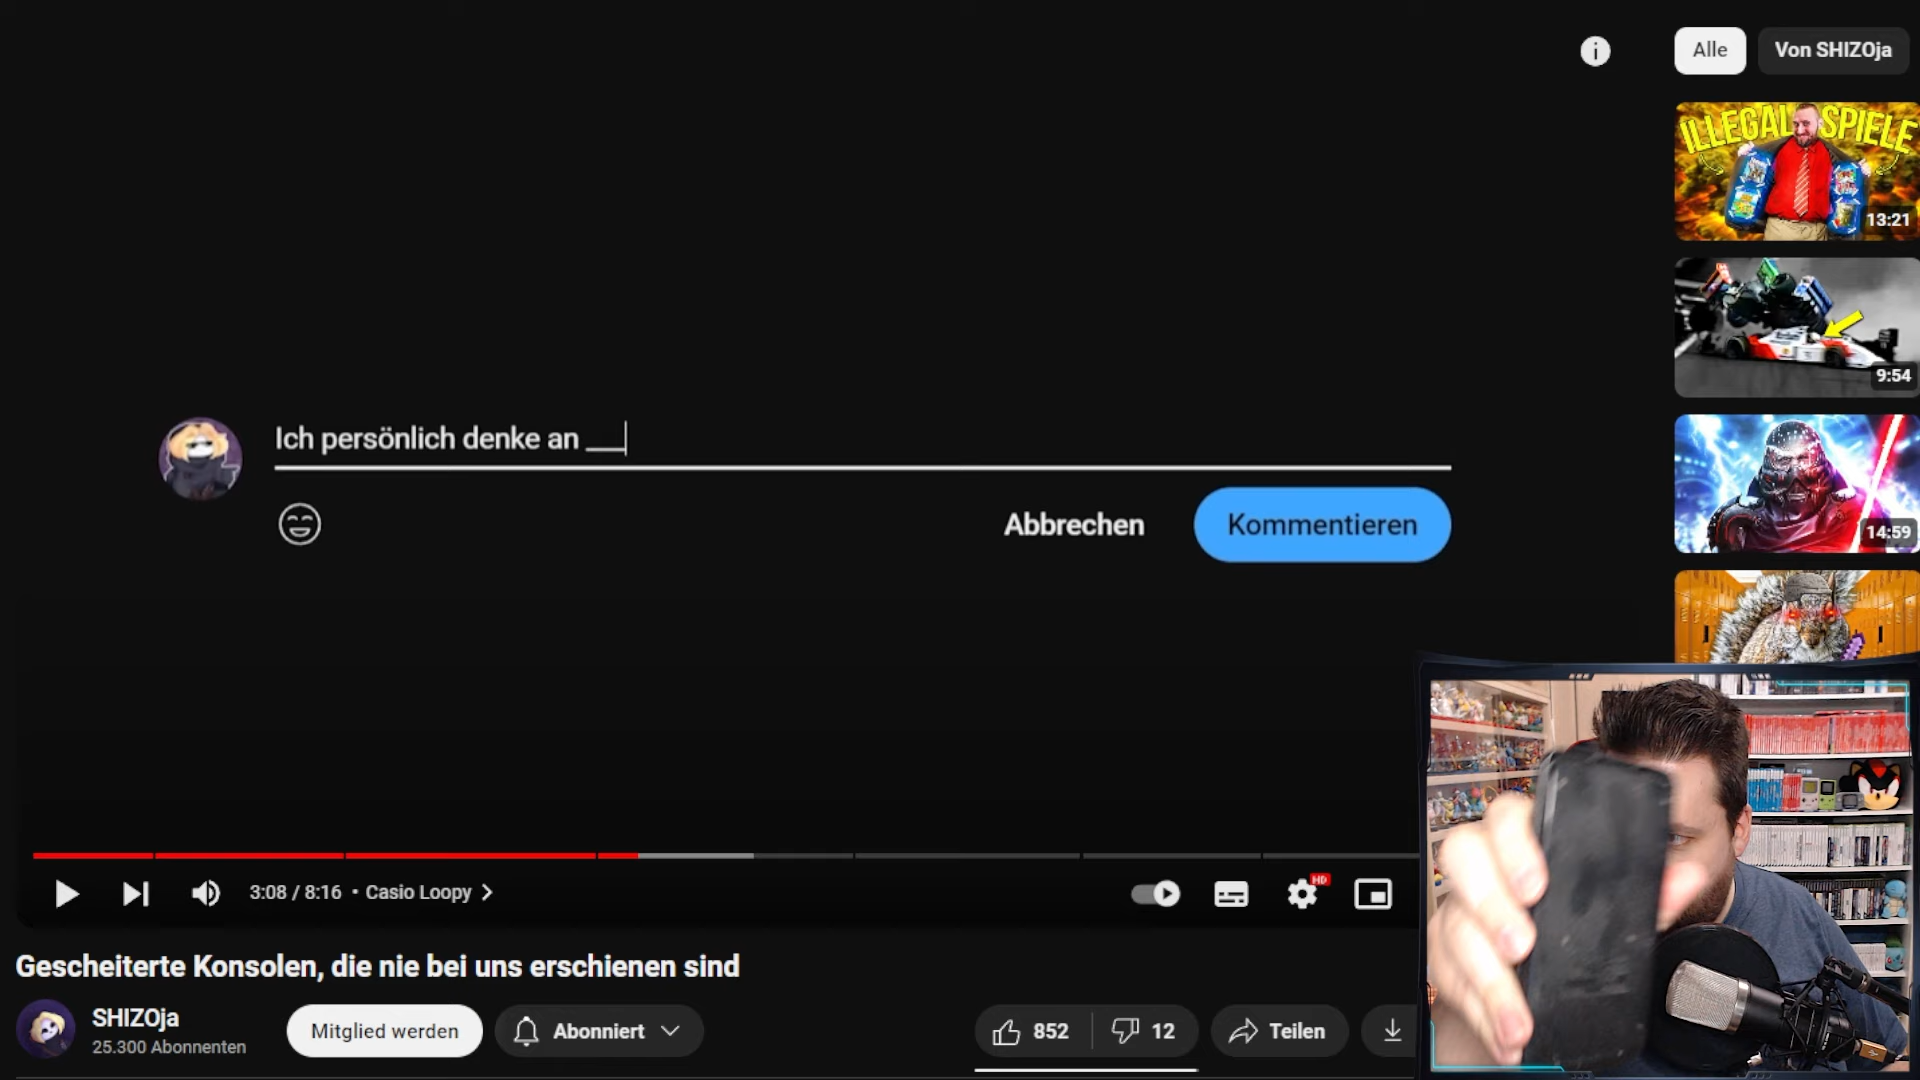 Alle
Von SHIZOja
ILLEGAL SPIELE
13:21
9:54
14:59
Ich persönlich denke an ___
Abbrechen
Kommentieren
3:08 / 8:16 • Casio Loopy
HD
Gescheiterte Konsolen, die nie bei uns erschienen sind
SHIZOja
25.300 Abonnenten
Mitglied werden
Abonniert
852
12
Teilen